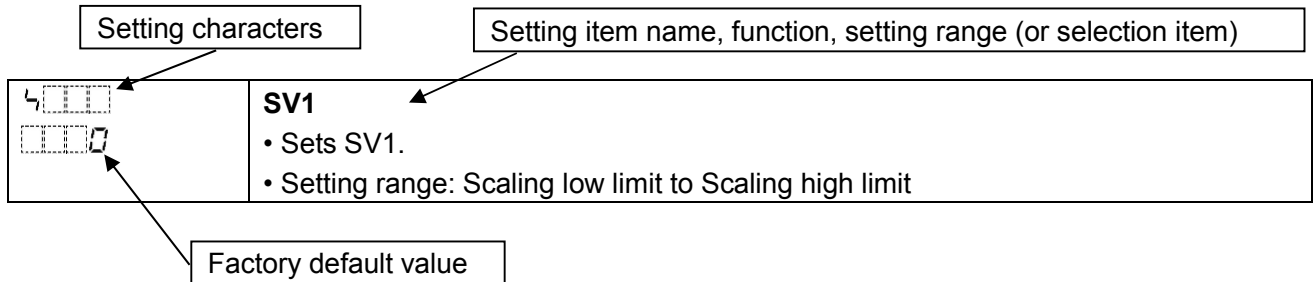 Setting characters
Setting item name, function, setting range (or selection item)
SV1
0
• Sets SV1.
• Setting range: Scaling low limit to Scaling high limit
Factory default value